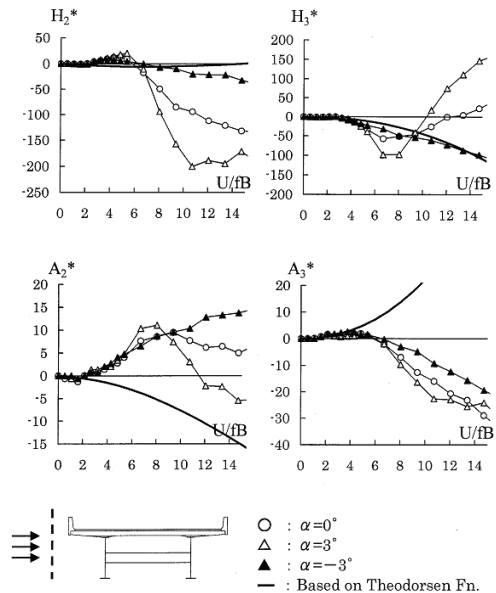 H₂*
50
0
-50
-100
-150
-200
-250
0 2 4 6 8 10 12 14
U/fB
H₃*
200
150
100
50
0
-50
-100
-150
-200
0 2 4 6 8 10 12 14
U/fB
A₂*
20
15
10
5
0
-5
-10
-15
0 2 4 6 8 10 12 14
U/fB
A₃*
20
10
0
-10
-20
-30
-40
0 2 4 6 8 10 12 14
U/fB
: α=0°
: α=3°
: α=−3°
: Based on Theodorsen Fn.